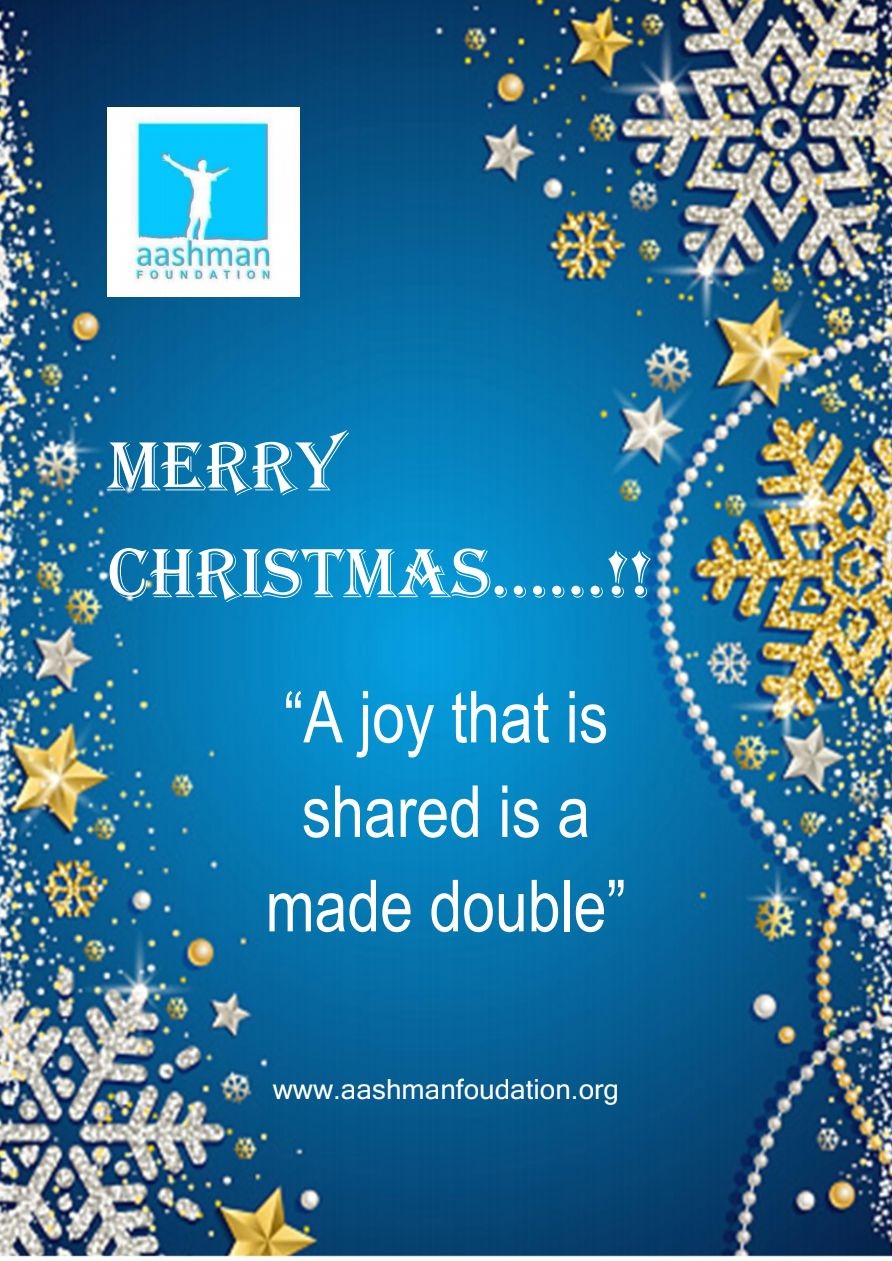 aashman
FOUNDATION
MERRY
CHRISTMAS......!!
“A joy that is
shared is a
made double”
www.aashmanfoudation.org